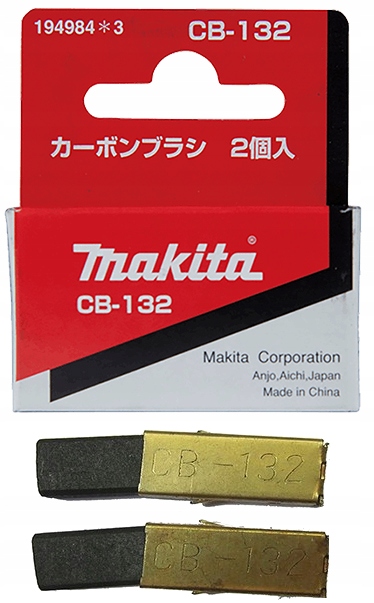 194984*3
CB-132
カーボンブラシ 2個入
makita®
CB-132
Makita Corporation
Anjo,Aichi,Japan
Made in China
CB-132
CB-132